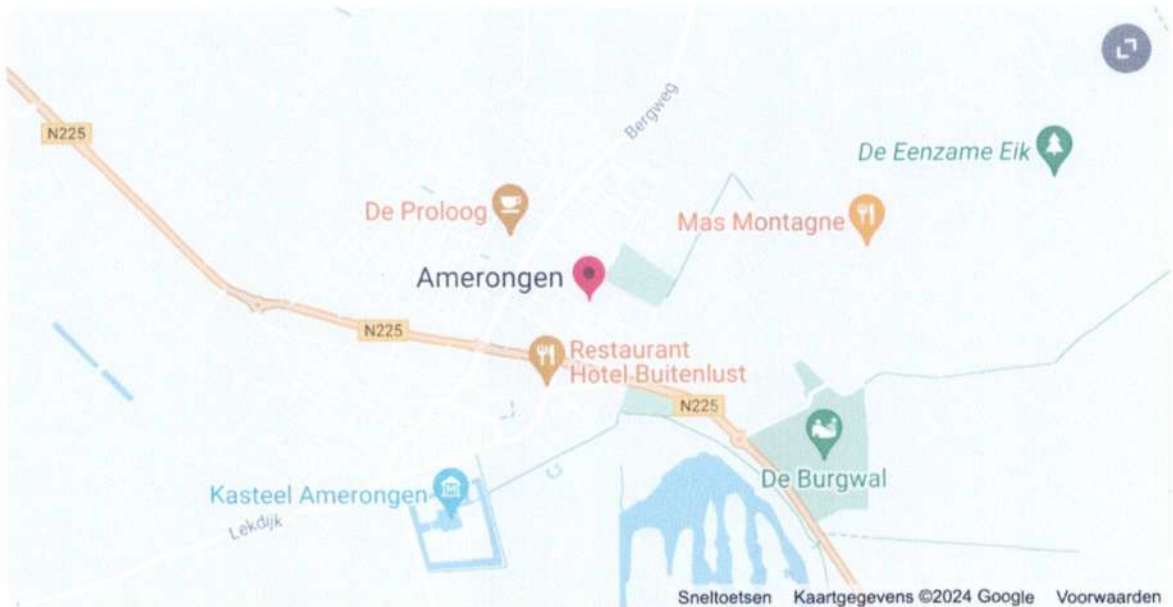 Bergweg
N225
De Eenzame Eik
De Proloog
Mas Montagne
Amerongen
N225
Restaurant
Hotel Buitenlust
N225
De Burgwal
Kasteel Amerongen
Lekdijk
Sneltoetsen Kaartgegevens ©2024 Google Voorwaarden